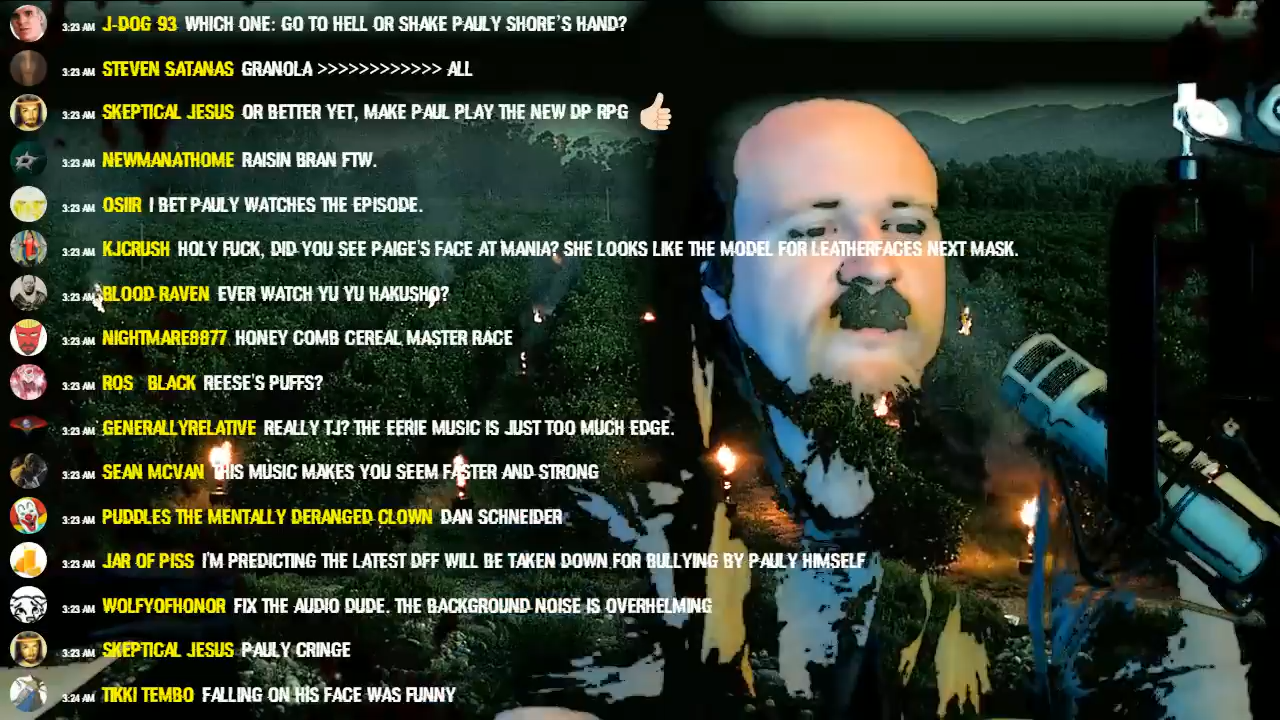 3:23 AM J-DOG 93 WHICH ONE: GO TO HELL OR SHAKE PAULY SHORE'S HAND?
3:23 AM STEVEN SATANAS GRANOLA >>>>>>>>>>>> ALL
3:23 AM SKEPTICAL JESUS OR BETTER YET, MAKE PAUL PLAY THE NEW DP RPG 👍🏻
3:23 AM NEWMANATHOME RAISIN BRAN FTW.
3:23 AM OSIIR I BET PAULY WATCHES THE EPISODE.
3:23 AM KJCRUSH HOLY FUCK, DID YOU SEE PAIGE'S FACE AT MANIA? SHE LOOKS LIKE THE MODEL FOR LEATHERFACES NEXT MASK.
3:23 AM BLOOD RAVEN EVER WATCH YU YU HAKUSHO?
3:23 AM NIGHTMARE8877 HONEY COMB CEREAL MASTER RACE
3:23 AM ROS BLACK REESE'S PUFFS?
3:23 AM GENERALLYRELATIVE REALLY TJ? THE EERIE MUSIC IS JUST TOO MUCH EDGE.
3:23 AM SEAN MCVAN THIS MUSIC MAKES YOU SEEM FASTER AND STRONG
3:23 AM PUDDLES THE MENTALLY DERANGED CLOWN DAN SCHNEIDER
3:23 AM JAR OF PISS I'M PREDICTING THE LATEST DFF WILL BE TAKEN DOWN FOR BULLYING BY PAULY HIMSELF
3:23 AM WOLFYOFHONOR FIX THE AUDIO DUDE. THE BACKGROUND NOISE IS OVERHELMING
3:23 AM SKEPTICAL JESUS PAULY CRINGE
3:24 AM TIKKI TEMBO FALLING ON HIS FACE WAS FUNNY